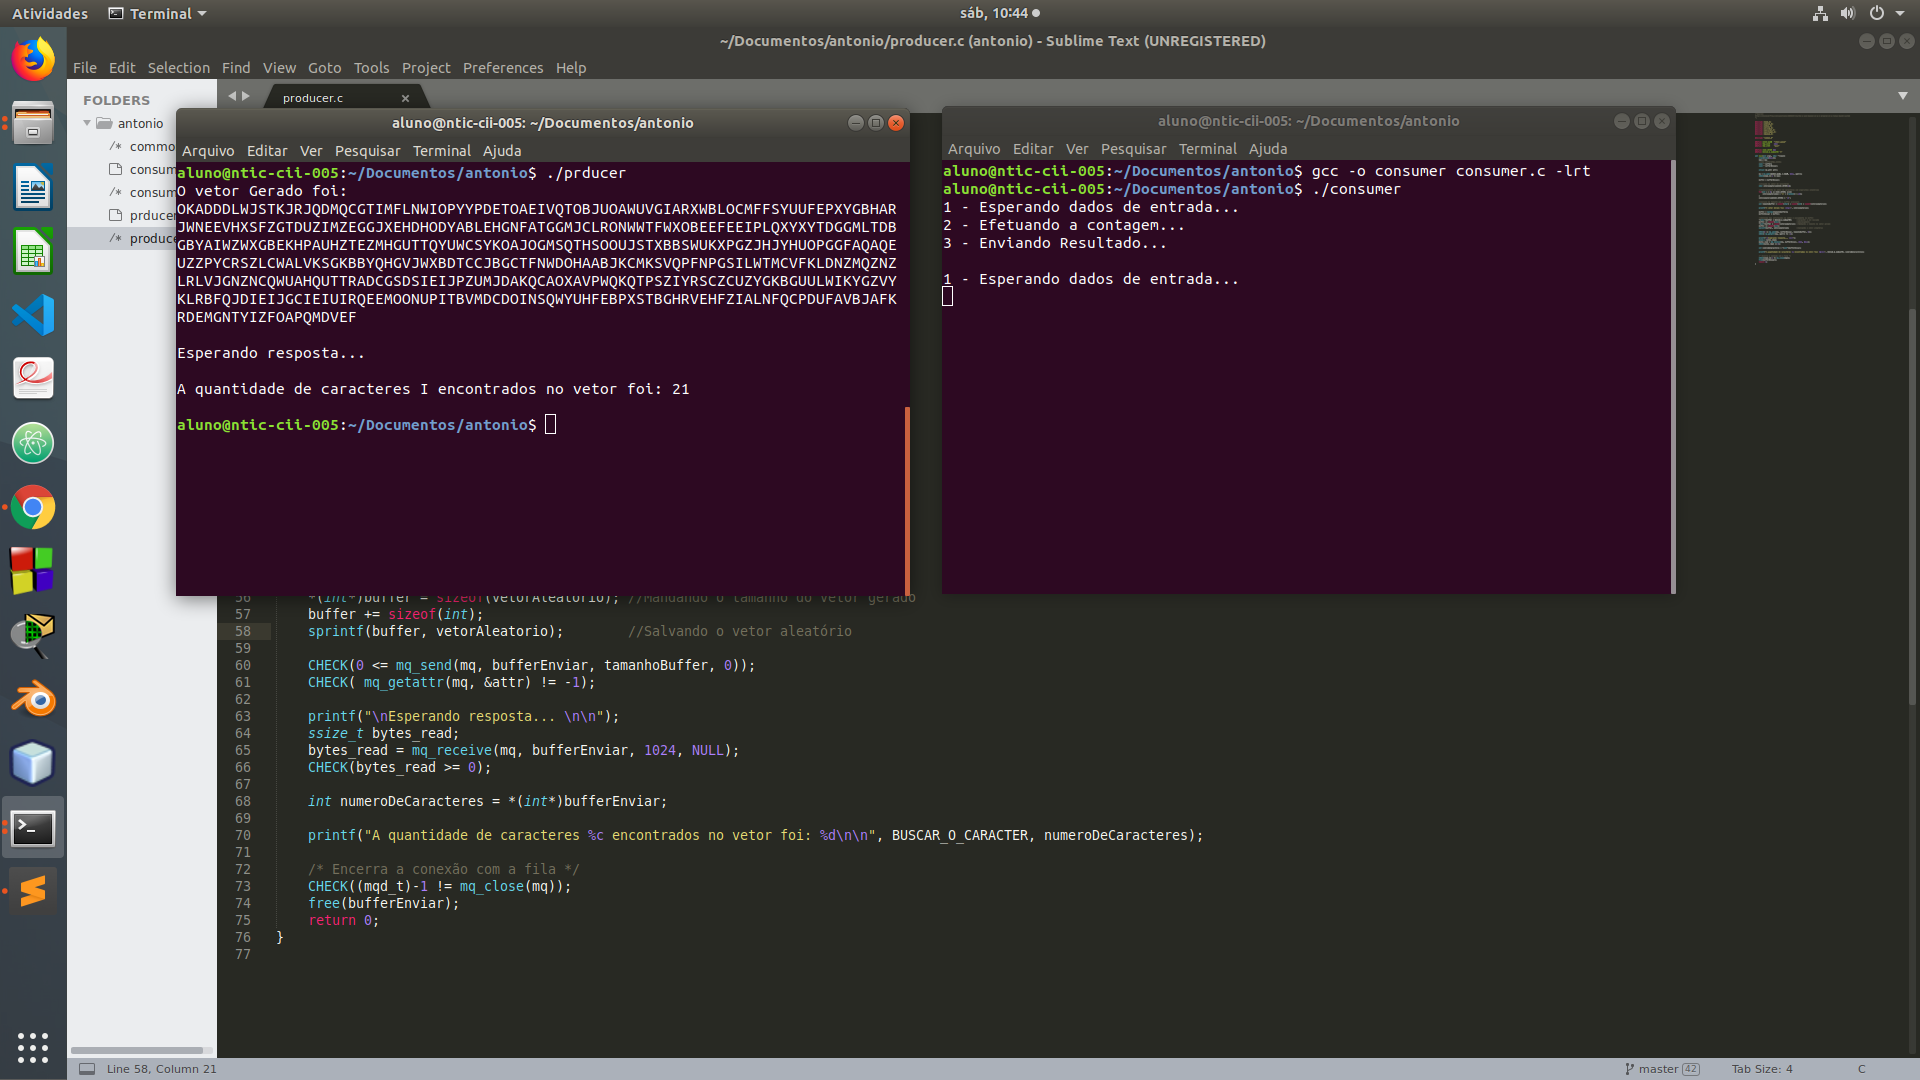 Atividades
Terminal
sáb, 10:44
~/Documentos/antonio/producer.c (antonio) - Sublime Text (UNREGISTERED)
File Edit Selection Find View Goto Tools Project Preferences Help
FOLDERS
antonio
commo
consum
/* consum
prducer
/* produce
producer.c
aluno@ntic-cii-005: ~/Documentos/antonio
Arquivo Editar Ver Pesquisar Terminal Ajuda
aluno@ntic-cii-005:~/Documentos/antonio$ ./prducer
O vetor Gerado foi:
OKADDDLWJSTKJRJQDMQCGTIMFLNWIOPYYPDETOAEIVQTOBJUOAWUVGIARXWBLOCMFFSYUUFEPXYGBHAR
JWNEEVHXSFZGTDUZIMZEGGJXEHDHODYABLEHGNFATGGMJCLRONWWTFWXOBEEFEEIPLQXYXYTDGGMLTDB
GBYAIWZWXGBEKHPAUHZTEZMHGUTTQYUWCSYKOAJOGMSQTHSOOUJSTXBBSWUKXPGZJHJYHUOPGGFAQAQE
UZZPYCRSZLCWALVKSGKBBYQHGVJWXBDTCCJBGCTFNWDOHAABJKCMKSVQPFNPGSILWTMCVFKLDNZMQZNZ
LRLVJGNZNCQWUAHQUTTRADCGSDSIEIJPZUMJDAKQCAOXAVPWQKQTPSZIYRSCZCUZYGKBGUULWIKYGZVY
KLRBFQJDIEIJGCIEIUIRQEEMOONUPITBVMDCDOINSQWYUHFEBPXSTBGHRVEHFZIALNFQCPDUFAVBJAFK
RDEMGNTYIZFOAPQMDVEF
Esperando resposta...
A quantidade de caracteres I encontrados no vetor foi: 21
aluno@ntic-cii-005:~/Documentos/antonio$
aluno@ntic-cii-005: ~/Documentos/antonio
Arquivo Editar Ver Pesquisar Terminal Ajuda
aluno@ntic-cii-005:~/Documentos/antonio$ gcc -o consumer consumer.c -lrt
aluno@ntic-cii-005:~/Documentos/antonio$ ./consumer
1 - Esperando dados de entrada...
2 - Efetuando a contagem...
3 - Enviando Resultado...
1 - Esperando dados de entrada...
56 *(int*)buffer = sizeof(vetorAleatorio); //Mandando o tamanho do vetor gerado
57 buffer += sizeof(int);
58 sprintf(buffer, vetorAleatorio); //Salvando o vetor aleatório
59
60 CHECK(0 <= mq_send(mq, bufferEnviar, tamanhoBuffer, 0));
61 CHECK( mq_getattr(mq, &attr) != -1);
62
63 printf("\nEsperando resposta... \n\n");
64 ssize_t bytes_read;
65 bytes_read = mq_receive(mq, bufferEnviar, 1024, NULL);
66 CHECK(bytes_read >= 0);
67
68 int numeroDeCaracteres = *(int*)bufferEnviar;
69
70 printf("A quantidade de caracteres %c encontrados no vetor foi: %d\n\n", BUSCAR_O_CARACTER, numeroDeCaracteres);
71
72 /* Encerra a conexão com a fila */
73 CHECK((mqd_t)-1 != mq_close(mq));
74 free(bufferEnviar);
75 return 0;
76 }
77
Line 58, Column 21
master 42
Tab Size: 4
C